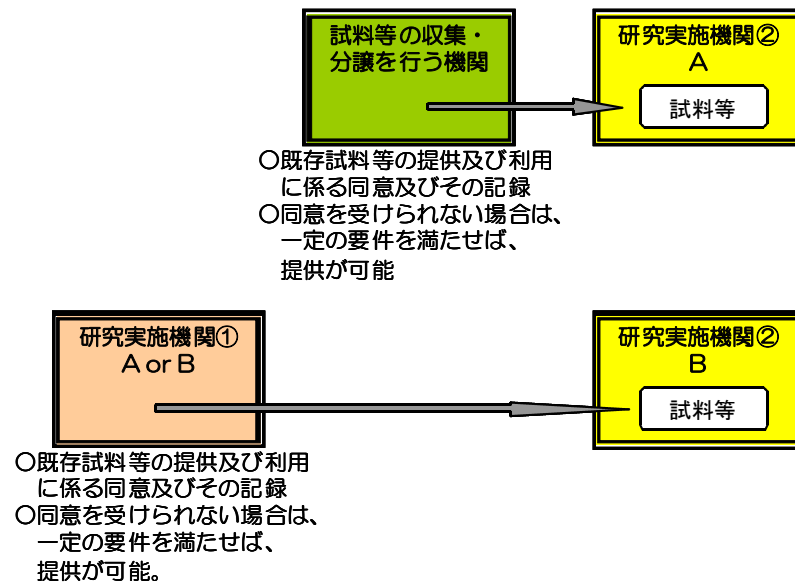 試料等の収集・
分譲を行う機関
研究実施機関②
A
試料等
〇既存試料等の提供及び利用
に係る同意及びその記録
〇同意を受けられない場合は、
一定の要件を満たせば、
提供が可能
研究実施機関①
A or B
研究実施機関②
B
試料等
〇既存試料等の提供及び利用
に係る同意及びその記録
〇同意を受けられない場合は、
一定の要件を満たせば、
提供が可能。